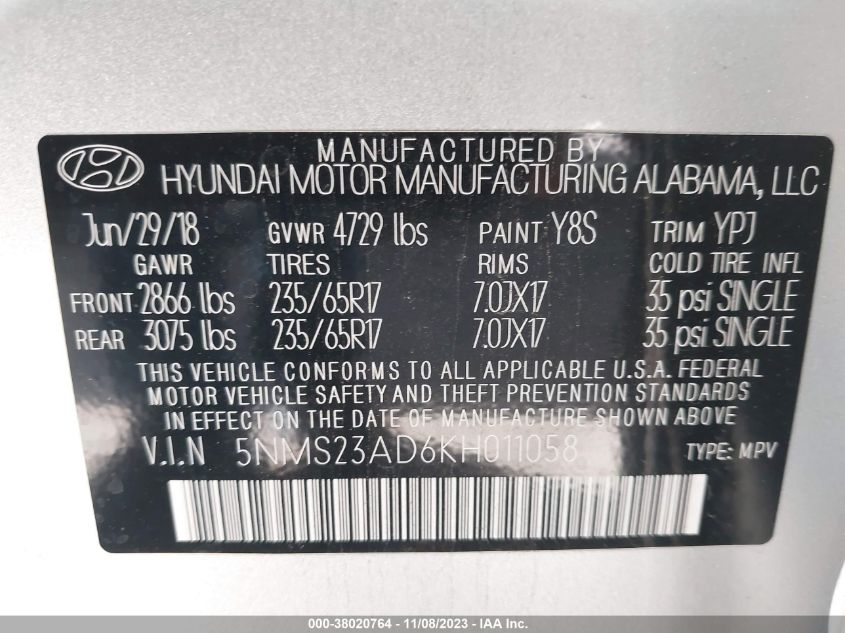 MANUFACTURED BY
HYUNDAI MOTOR MANUFACTURING ALABAMA, LLC
Jun/29/18 GVWR 4729 lbs PAINT Y8S TRIM YPJ
GAWR TIRES RIMS COLD TIRE INFL
FRONT 2866 lbs 235/65R17 7.0JX17 35 psi SINGLE
REAR 3075 lbs 235/65R17 7.0JX17 35 psi SINGLE
THIS VEHICLE CONFORMS TO ALL APPLICABLE U.S.A. FEDERAL
MOTOR VEHICLE SAFETY AND THEFT PREVENTION STANDARDS
IN EFFECT ON THE DATE OF MANUFACTURE SHOWN ABOVE
V.I.N 5NMS23AD6KH011058 TYPE: MPV
000-38020764 - 11/08/2023 - IAA Inc.